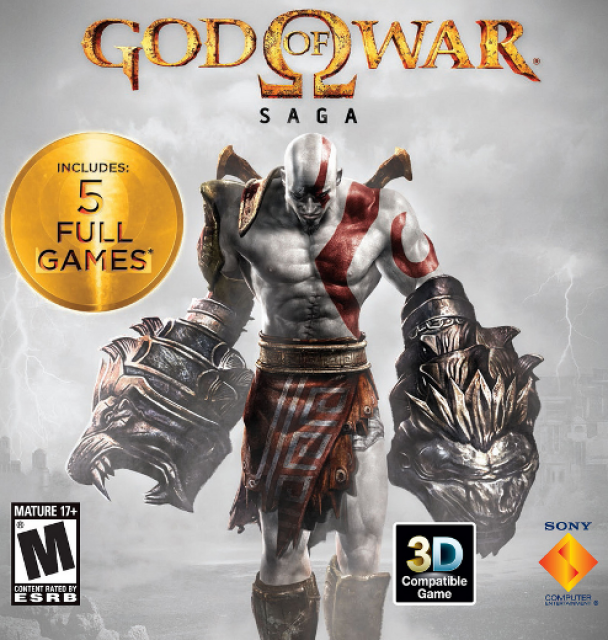 GOD OF WAR®
SAGA
INCLUDES:
5
FULL
GAMES*
MATURE 17+
M
CONTENT RATED BY
ESRB
3D
Compatible
Game
SONY
COMPUTER
ENTERTAINMENT®